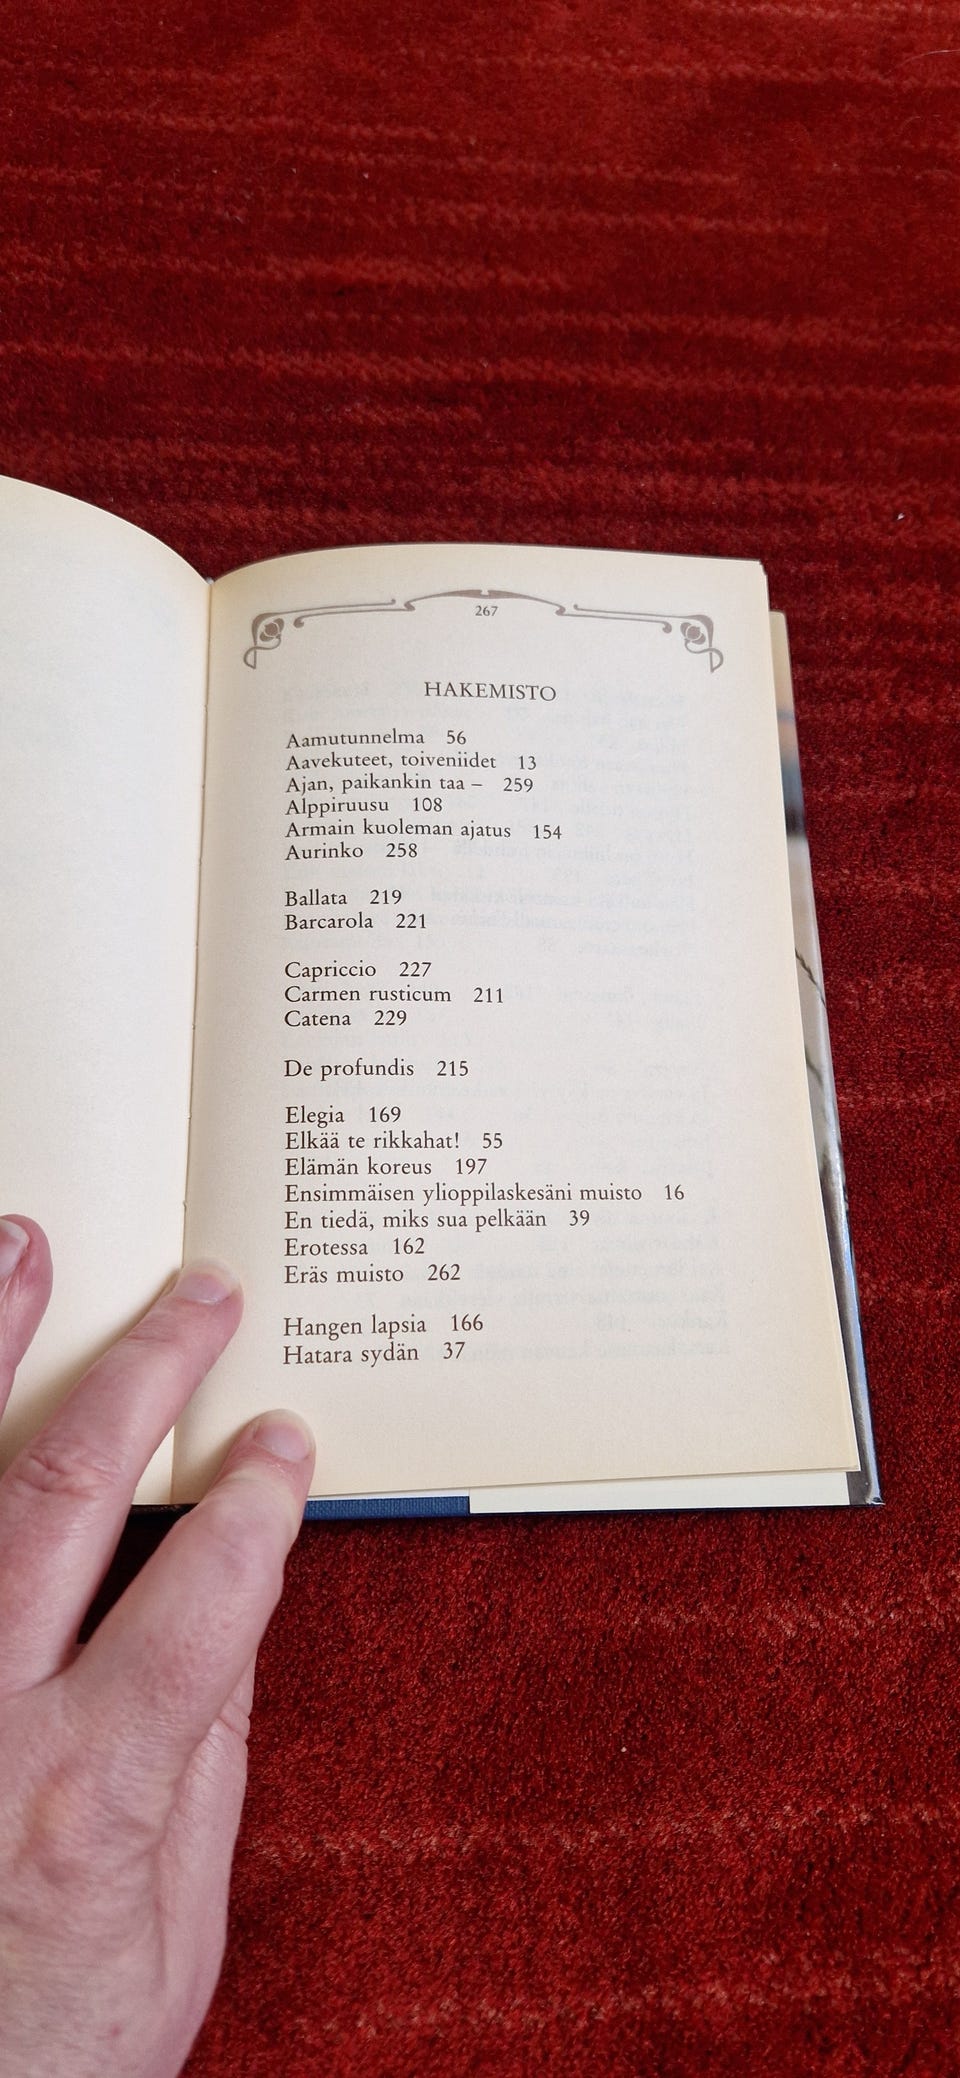 267
HAKEMISTO
Aamutunnelma 56
Aavekuteet, toiveniidet 13
Ajan, paikankin taa – 259
Alppiruusu 108
Armain kuoleman ajatus 154
Aurinko 258
Ballata 219
Barcarola 221
Capriccio 227
Carmen rusticum 211
Catena 229
De profundis 215
Elegia 169
Elkää te rikkahat! 55
Elämän koreus 197
Ensimmäisen ylioppilaskesäni muisto 16
En tiedä, miks sua pelkään 39
Erotessa 162
Eräs muisto 262
Hangen lapsia 166
Hatara sydän 37